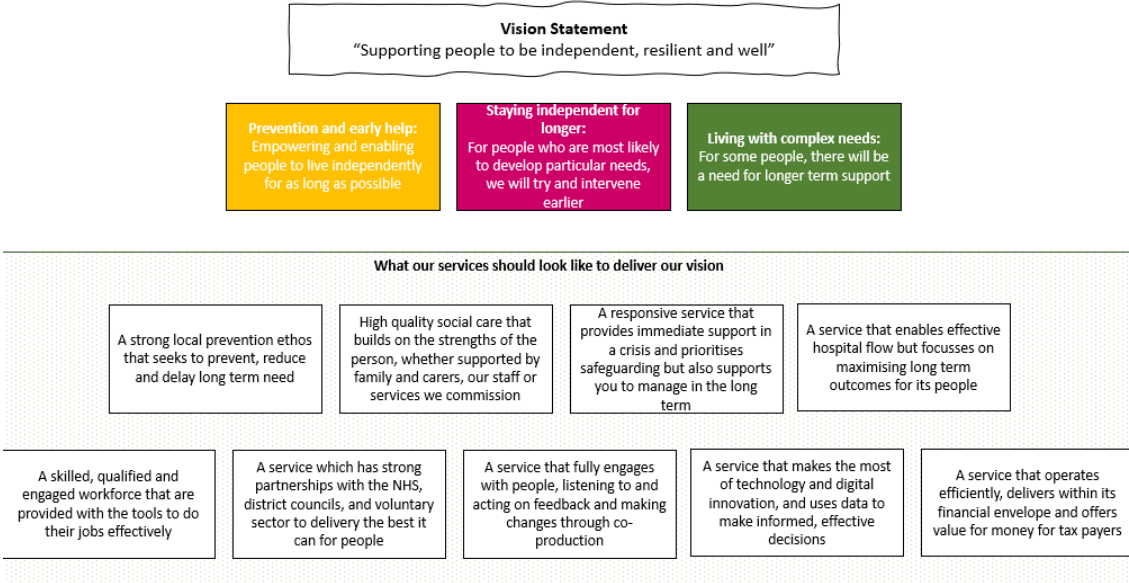 Vision Statement
“Supporting people to be independent, resilient and well”
Prevention and early help:
Empowering and enabling
people to live independently
for as long as possible
Staying independent for
longer:
For people who are most likely
to develop particular needs,
we will try and intervene
earlier
Living with complex needs:
For some people, there will be
a need for longer term support
What our services should look like to deliver our vision
A strong local prevention ethos
that seeks to prevent, reduce
and delay long term need
High quality social care that
builds on the strengths of the
person, whether supported by
family and carers, our staff or
services we commission
A responsive service that
provides immediate support in
a crisis and prioritises
safeguarding but also supports
you to manage in the long
term
A service that enables effective
hospital flow but focusses on
maximising long term
outcomes for its people
A skilled, qualified and
engaged workforce that are
provided with the tools to do
their jobs effectively
A service which has strong
partnerships with the NHS,
district councils, and voluntary
sector to delivery the best it
can for people
A service that fully engages
with people, listening to and
acting on feedback and making
changes through co-
production
A service that makes the most
of technology and digital
innovation, and uses data to
make informed, effective
decisions
A service that operates
efficiently, delivers within its
financial envelope and offers
value for money for tax payers